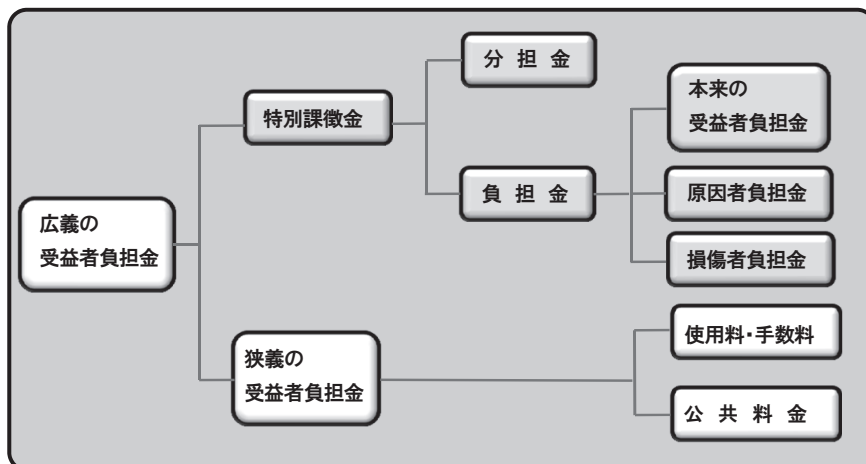 分担金
本来の
受益者負担金
特別課徴金
負担金
原因者負担金
広義の
受益者負担金
損傷者負担金
使用料・手数料
狭義の
受益者負担金
公共料金